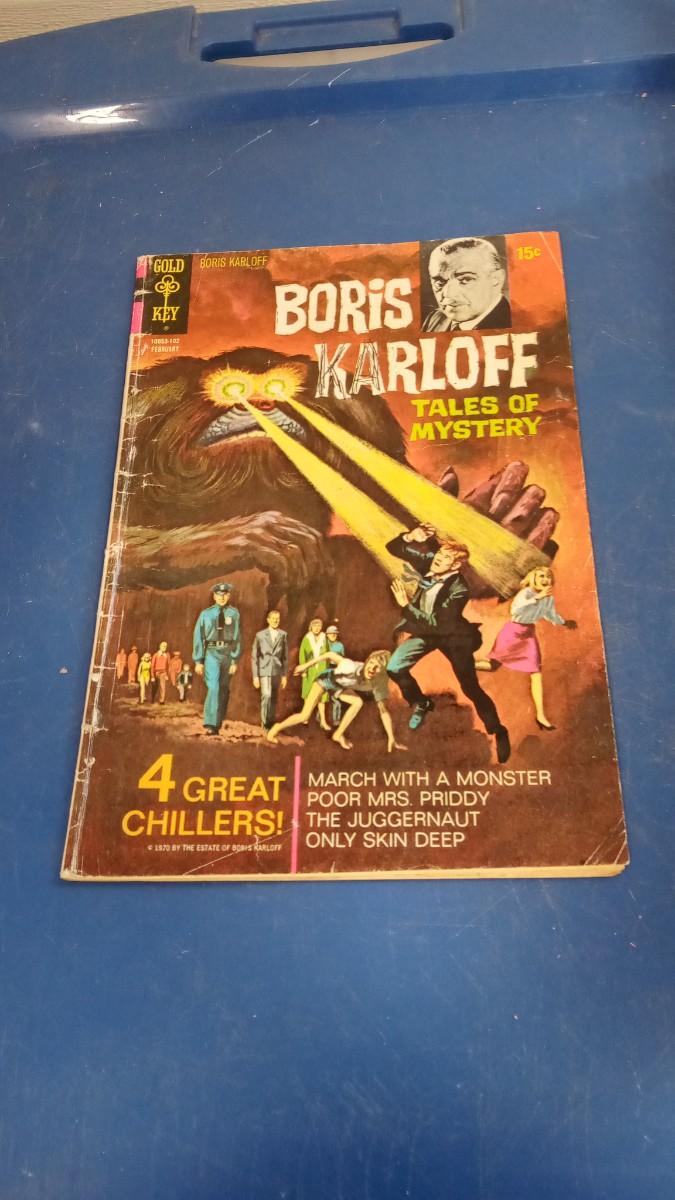 GOLD
KEY
®
BORIS KARLOFF
15¢
10053-102
FEBRUARY
BORIS
KARLOFF
TALES OF
MYSTERY
4 GREAT
CHILLERS!
MARCH WITH A MONSTER
POOR MRS. PRIDDY
THE JUGGERNAUT
ONLY SKIN DEEP
© 1970 BY THE ESTATE OF BORIS KARLOFF